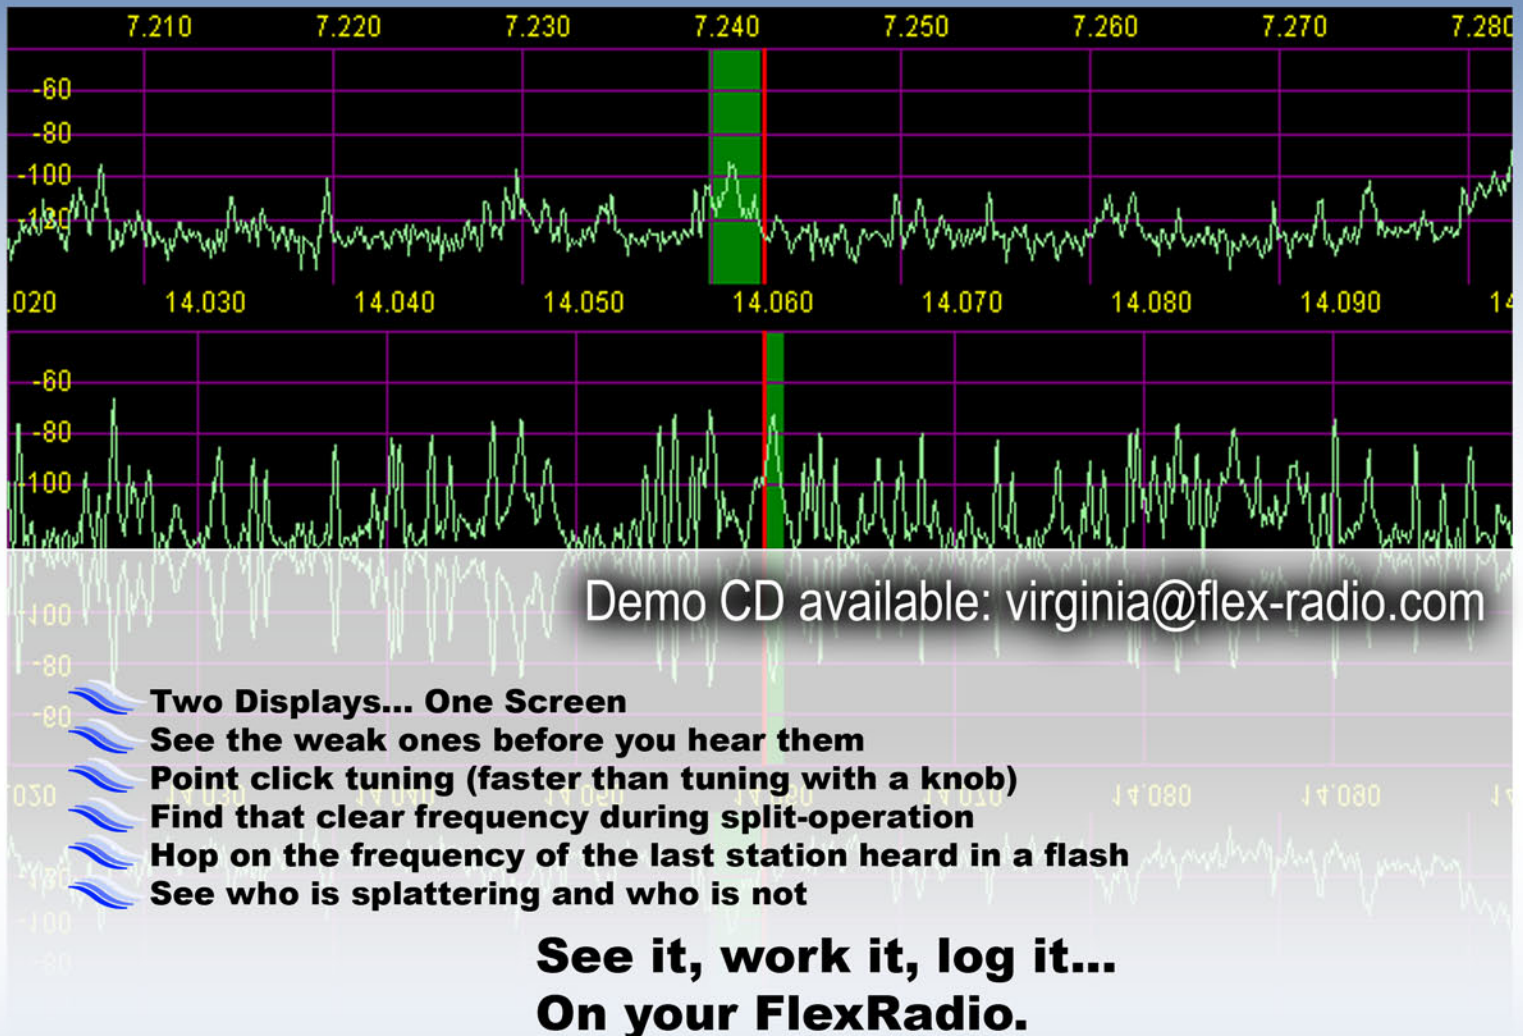 7.210 7.220 7.230 7.240 7.250 7.260 7.270 7.280
-60
-80
-100
-120
.020 14.030 14.040 14.050 14.060 14.070 14.080 14.090 14
-60
-80
-100
Demo CD available: virginia@flex-radio.com
Two Displays... One Screen
See the weak ones before you hear them
Point click tuning (faster than tuning with a knob)
Find that clear frequency during split-operation
Hop on the frequency of the last station heard in a flash
See who is splattering and who is not
See it, work it, log it...
On your FlexRadio.